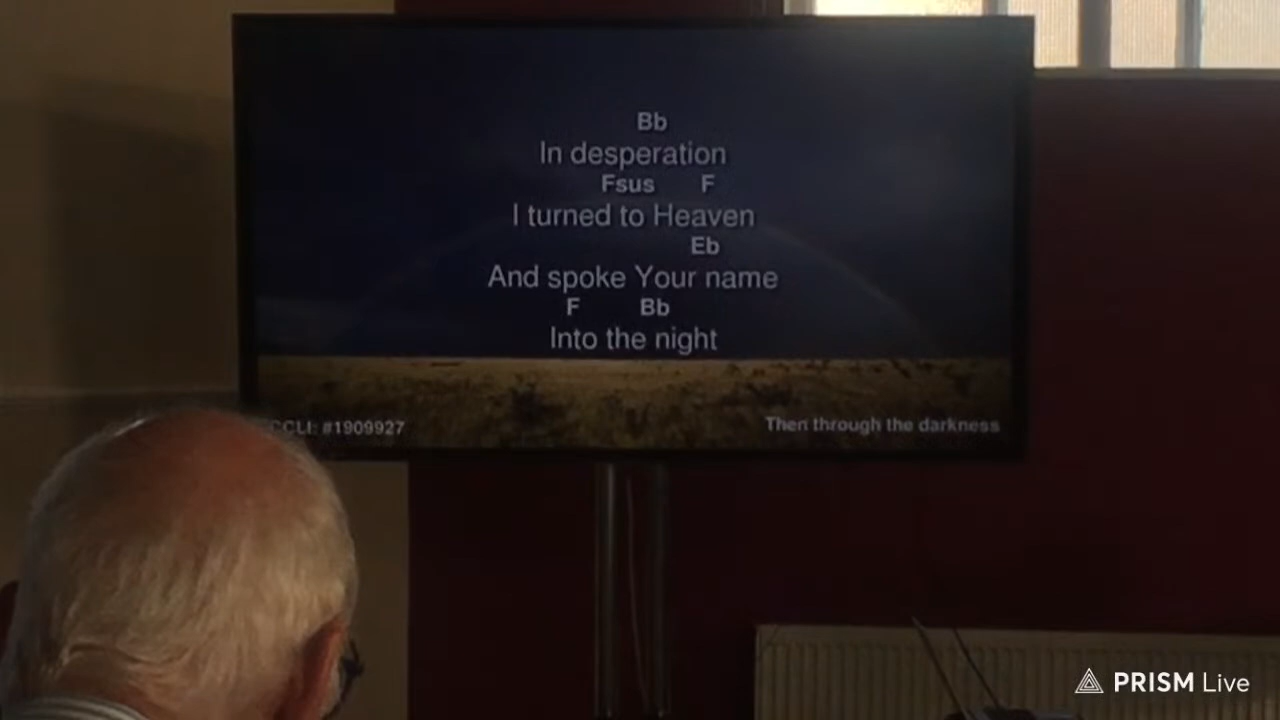 Bb
In desperation
Fsus F
I turned to Heaven
Eb
And spoke Your name
F Bb
Into the night
CCLI: #1909927
Then through the darkness
PRISM Live